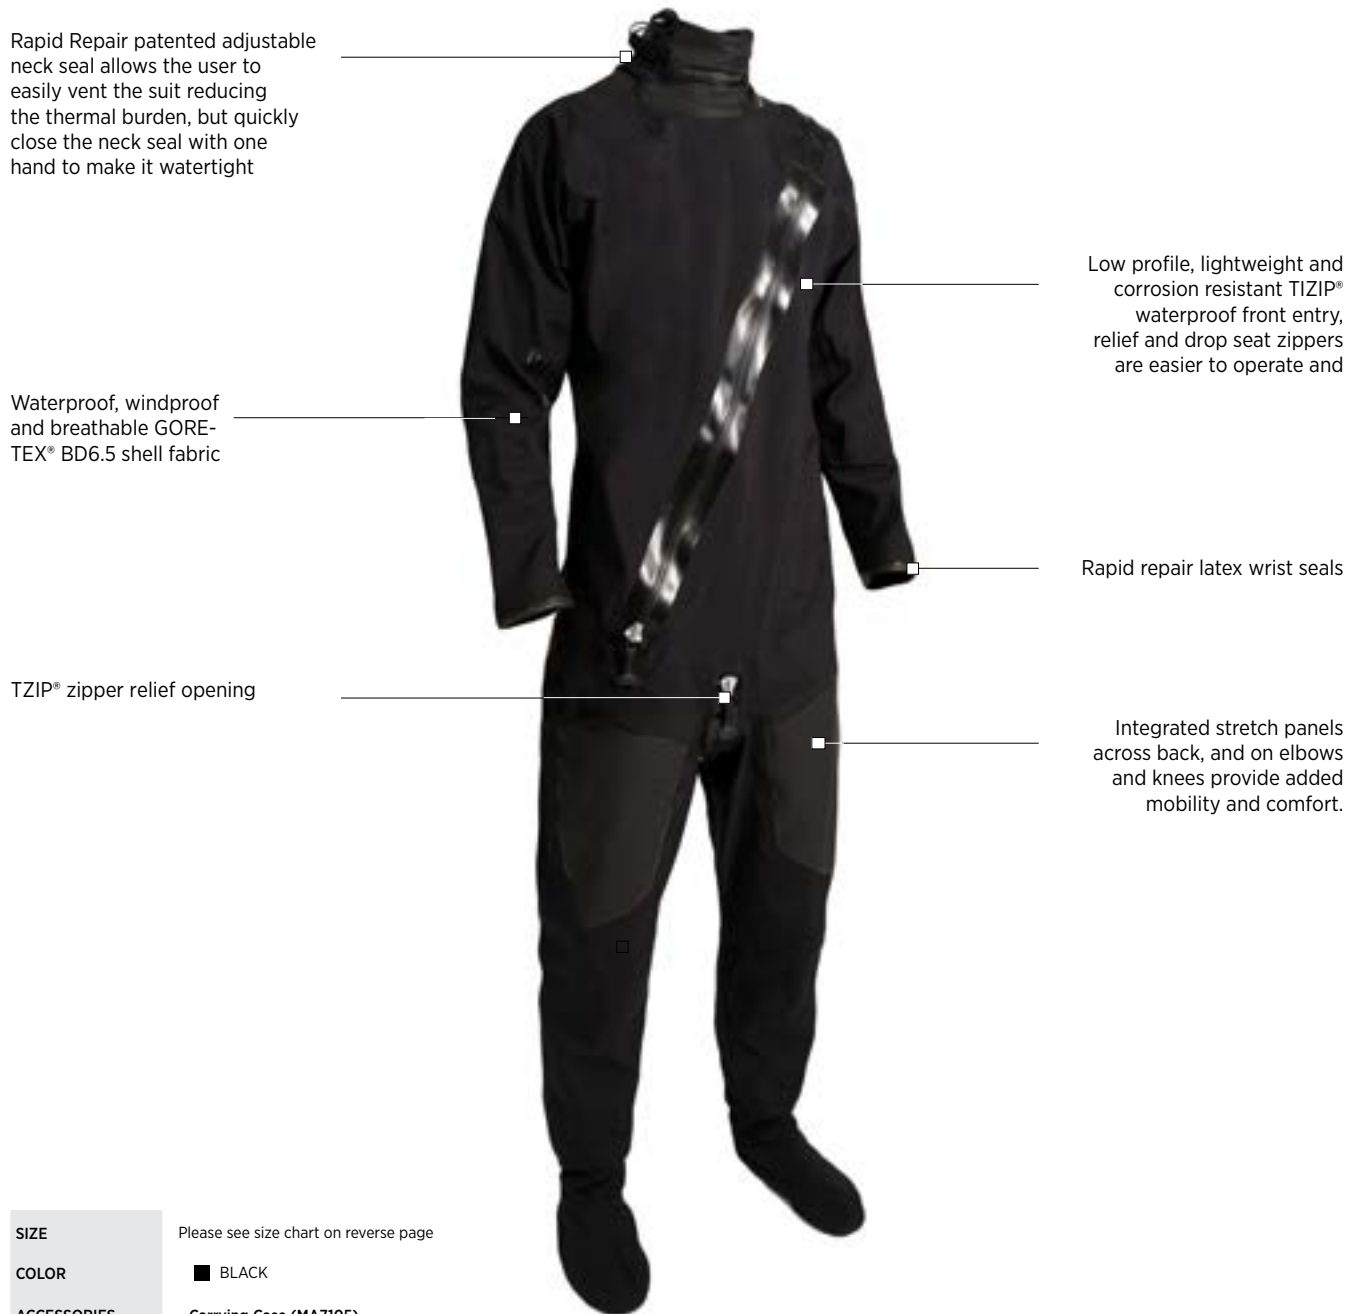 Rapid Repair patented adjustable
neck seal allows the user to
easily vent the suit reducing
the thermal burden, but quickly
close the neck seal with one
hand to make it watertight
Low profile, lightweight and
corrosion resistant TIZIP®
waterproof front entry,
relief and drop seat zippers
are easier to operate and
Waterproof, windproof
and breathable GORE-
TEX® BD6.5 shell fabric
Rapid repair latex wrist seals
TZIP® zipper relief opening
Integrated stretch panels
across back, and on elbows
and knees provide added
mobility and comfort.
SIZE Please see size chart on reverse page
COLOR BLACK
ACCESSORIES Carrying Case (MA7105)